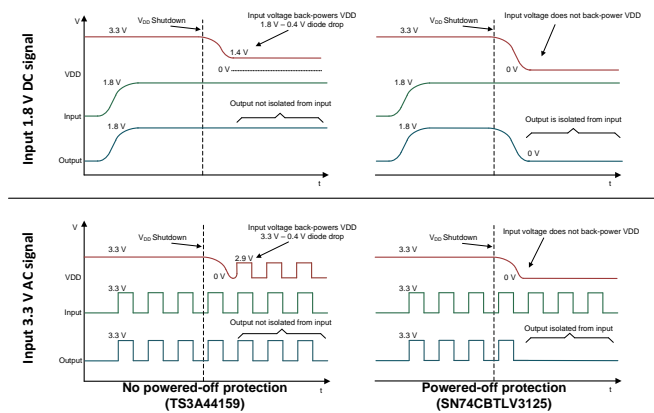 Input 1.8 V DC signal
V
V_DD Shutdown
Input voltage back-powers VDD
1.8 V – 0.4 V diode drop
3.3 V
1.4 V
0 V
VDD
1.8 V
Input
Output not isolated from input
1.8 V
Output
t
V_DD Shutdown
Input voltage does not back-power VDD
3.3 V
0 V
1.8 V
Output is isolated from input
1.8 V
0 V
t
Input 3.3 V AC signal
V
V_DD Shutdown
Input voltage back-powers VDD
3.3 V – 0.4 V diode drop
3.3 V
2.9 V
0 V
VDD
3.3 V
Input
Output not isolated from input
3.3 V
Output
t
No powered-off protection
(TS3A44159)
V_DD Shutdown
Input voltage does not back-power VDD
3.3 V
0 V
3.3 V
Output isolated from input
3.3 V
t
Powered-off protection
(SN74CBTLV3125)